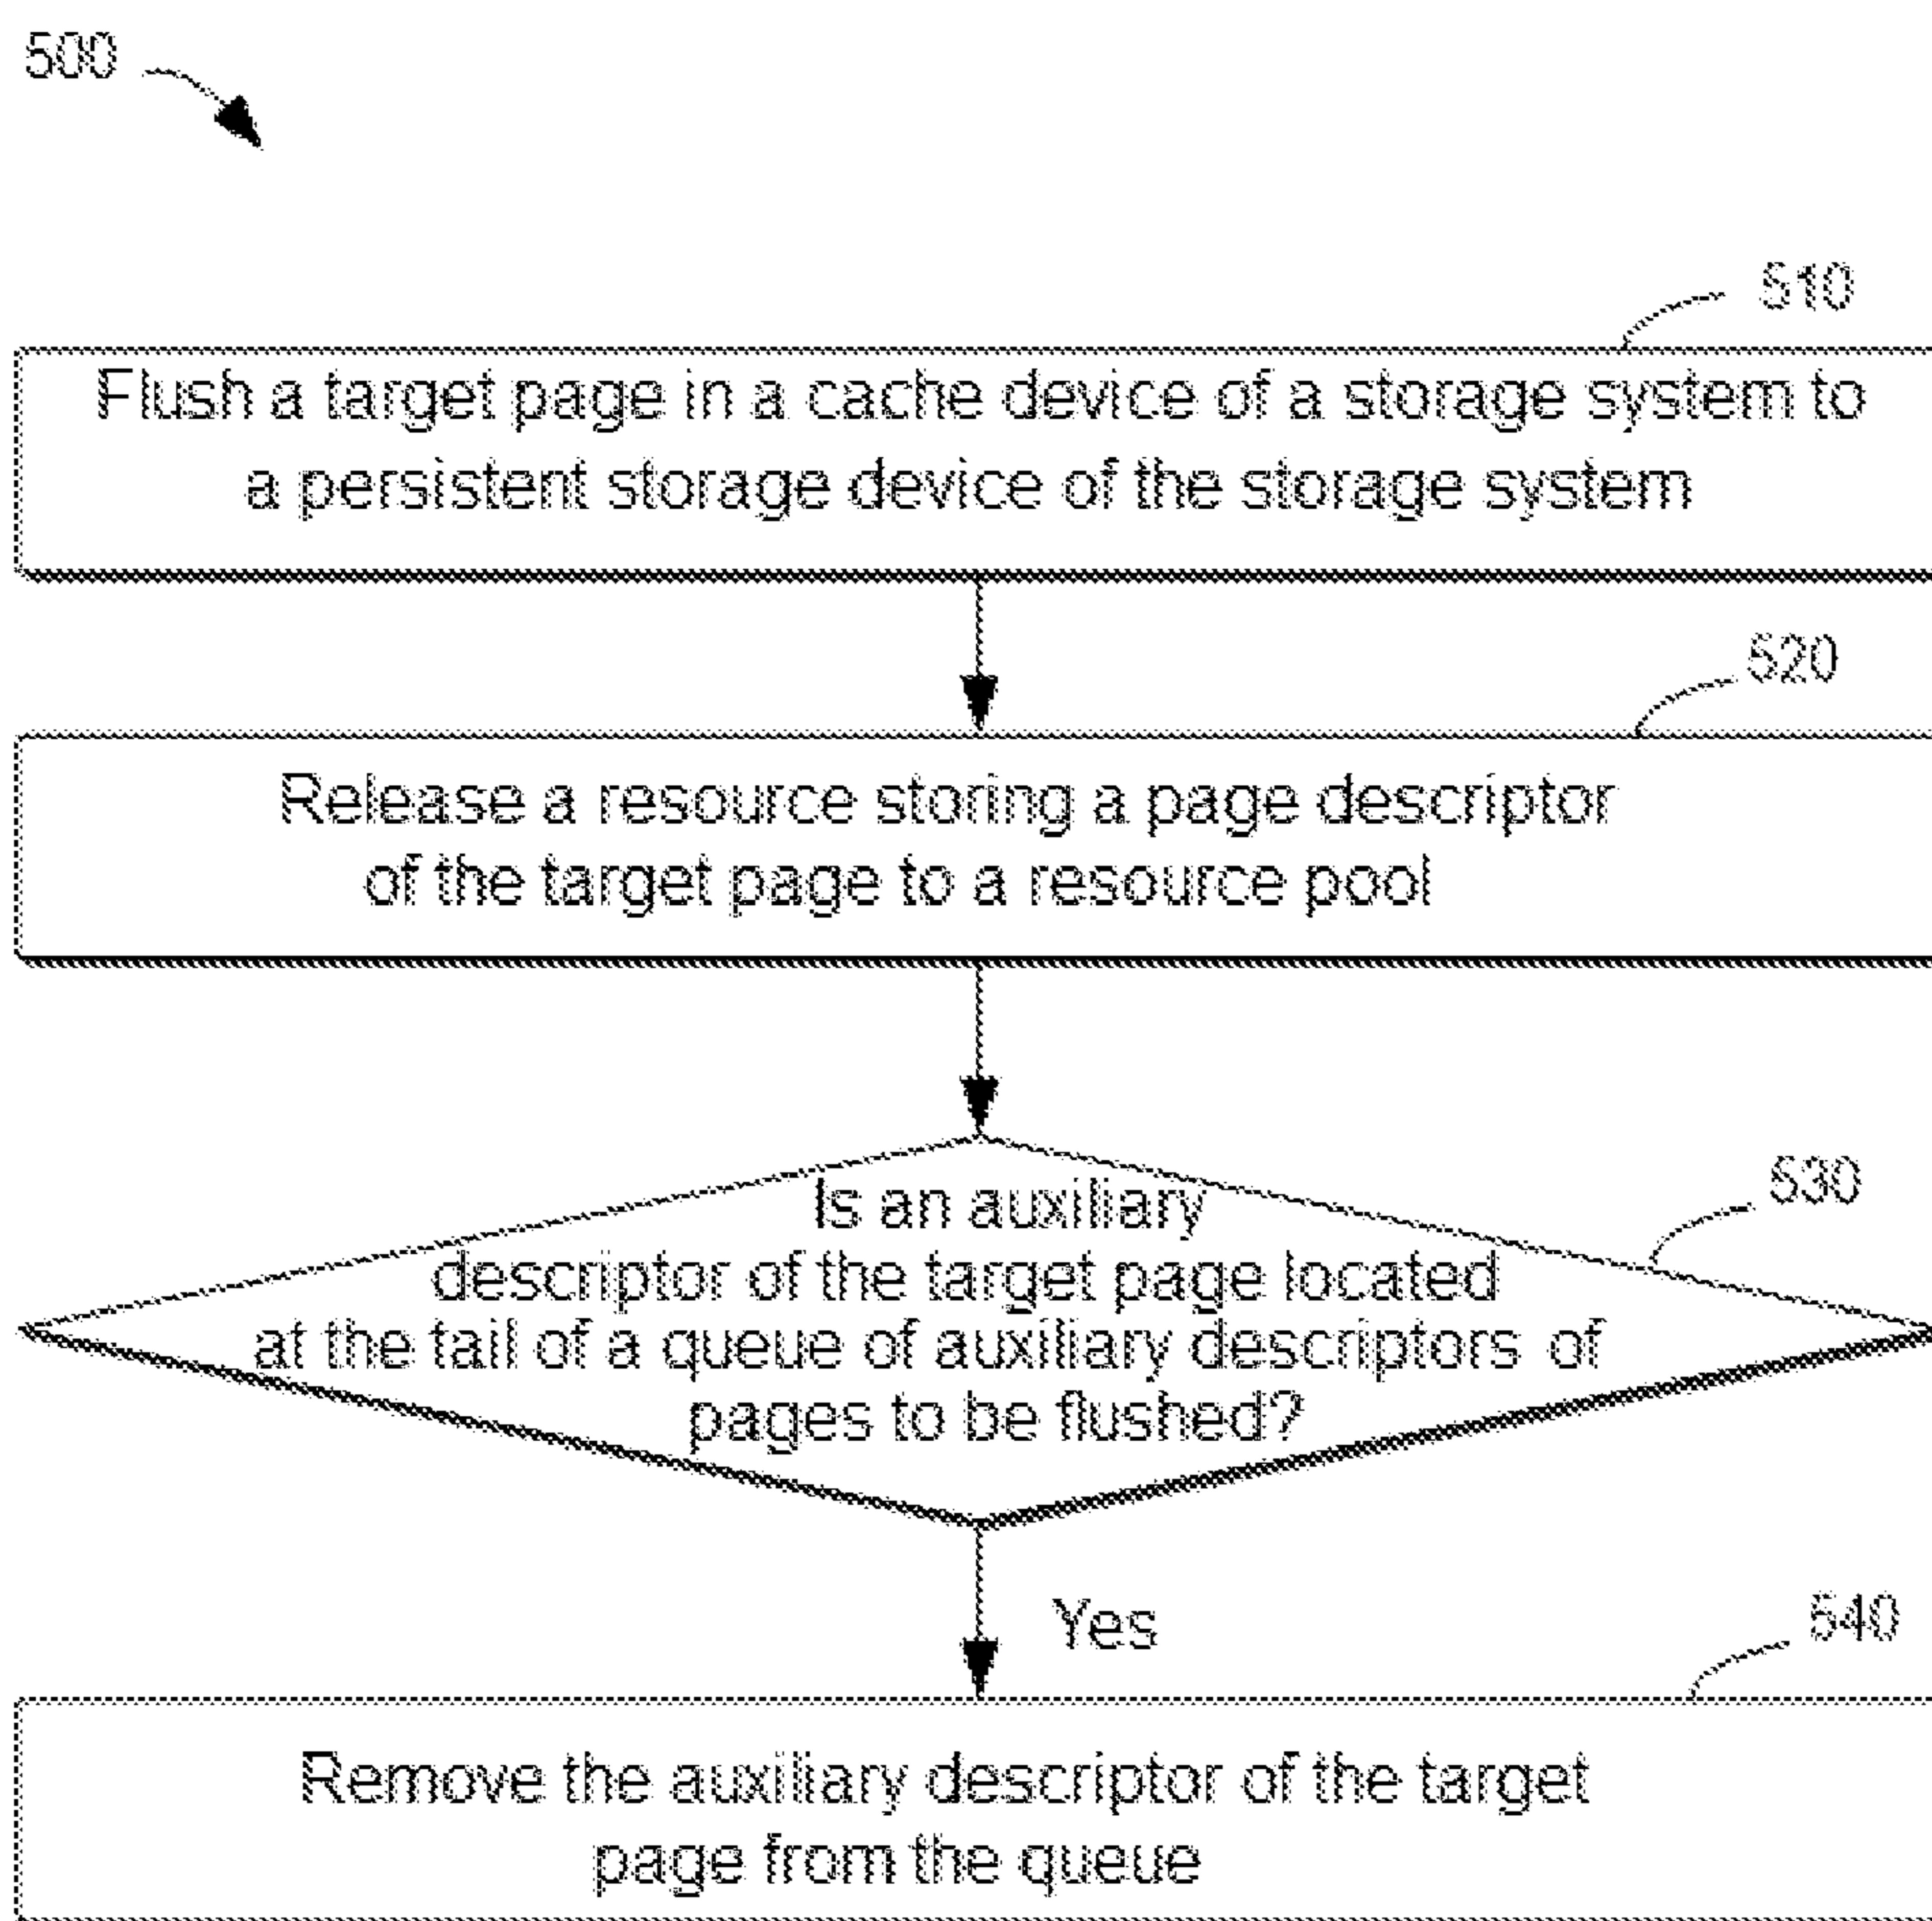 500
510
Flush a target page in a cache device of a storage system to
a persistent storage device of the storage system
520
Release a resource storing a page descriptor
of the target page to a resource pool
530
Is an auxiliary
descriptor of the target page located
at the tail of a queue of auxiliary descriptors of
pages to be flushed?
Yes
540
Remove the auxiliary descriptor of the target
page from the queue